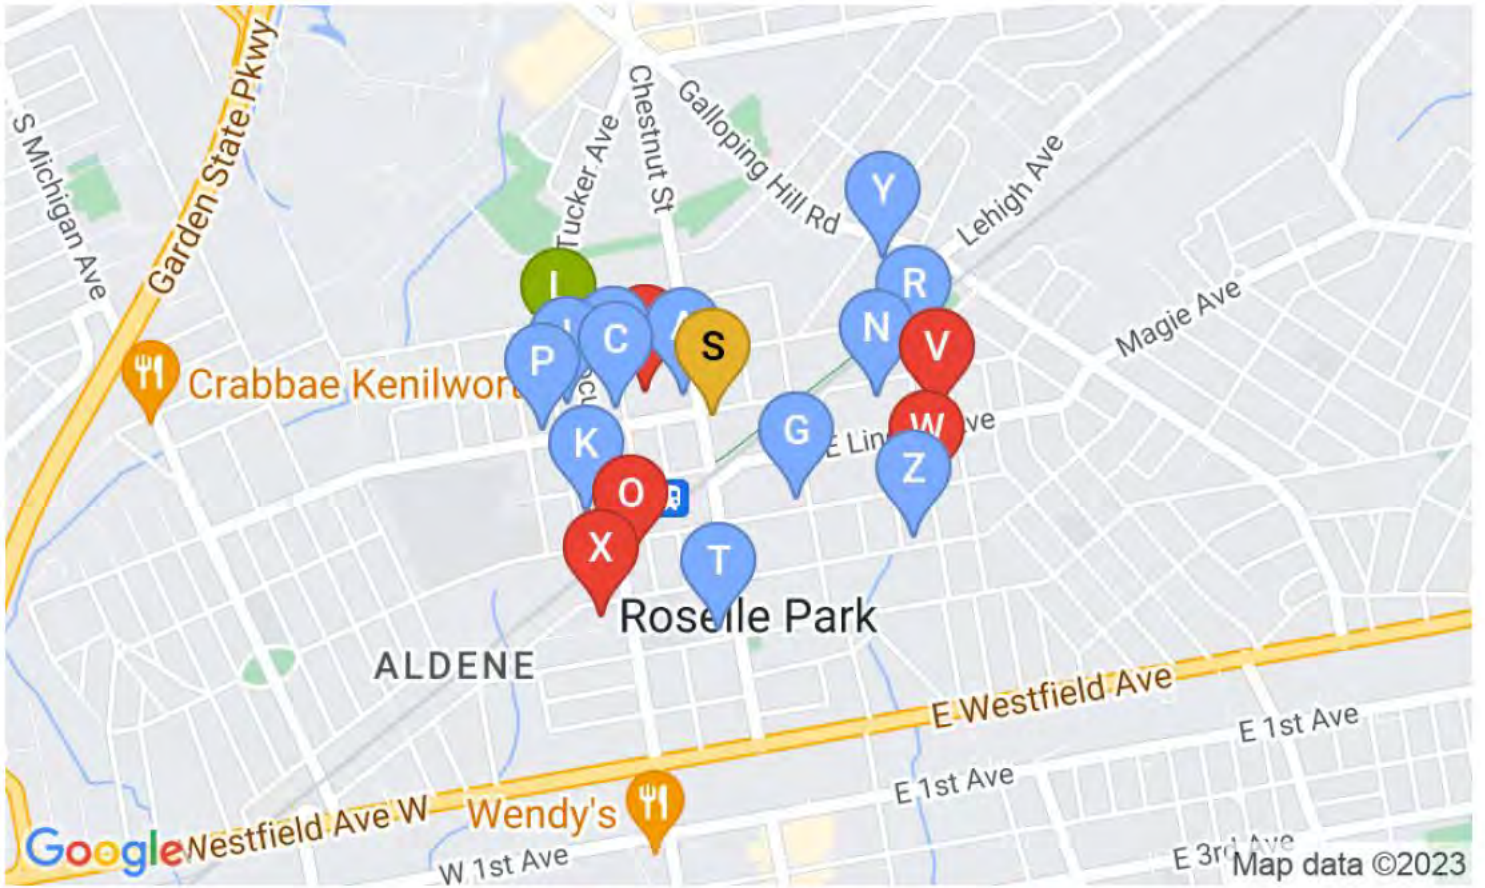 S Michigan Ave
Garden State Pkwy
Tucker Ave
Chestnut St
Galloping Hill Rd
Lehigh Ave
Magie Ave
Y
R
N
V
A
S
C
P
Crabbae Kenilwor
K
G
W
Z
O
X
T
Roselle Park
ALDENE
E Westfield Ave
E 1st Ave
E 1st Ave
Wendy's
Westfield Ave W
Google
W 1st Ave
E 3rd Ave
Map data ©2023